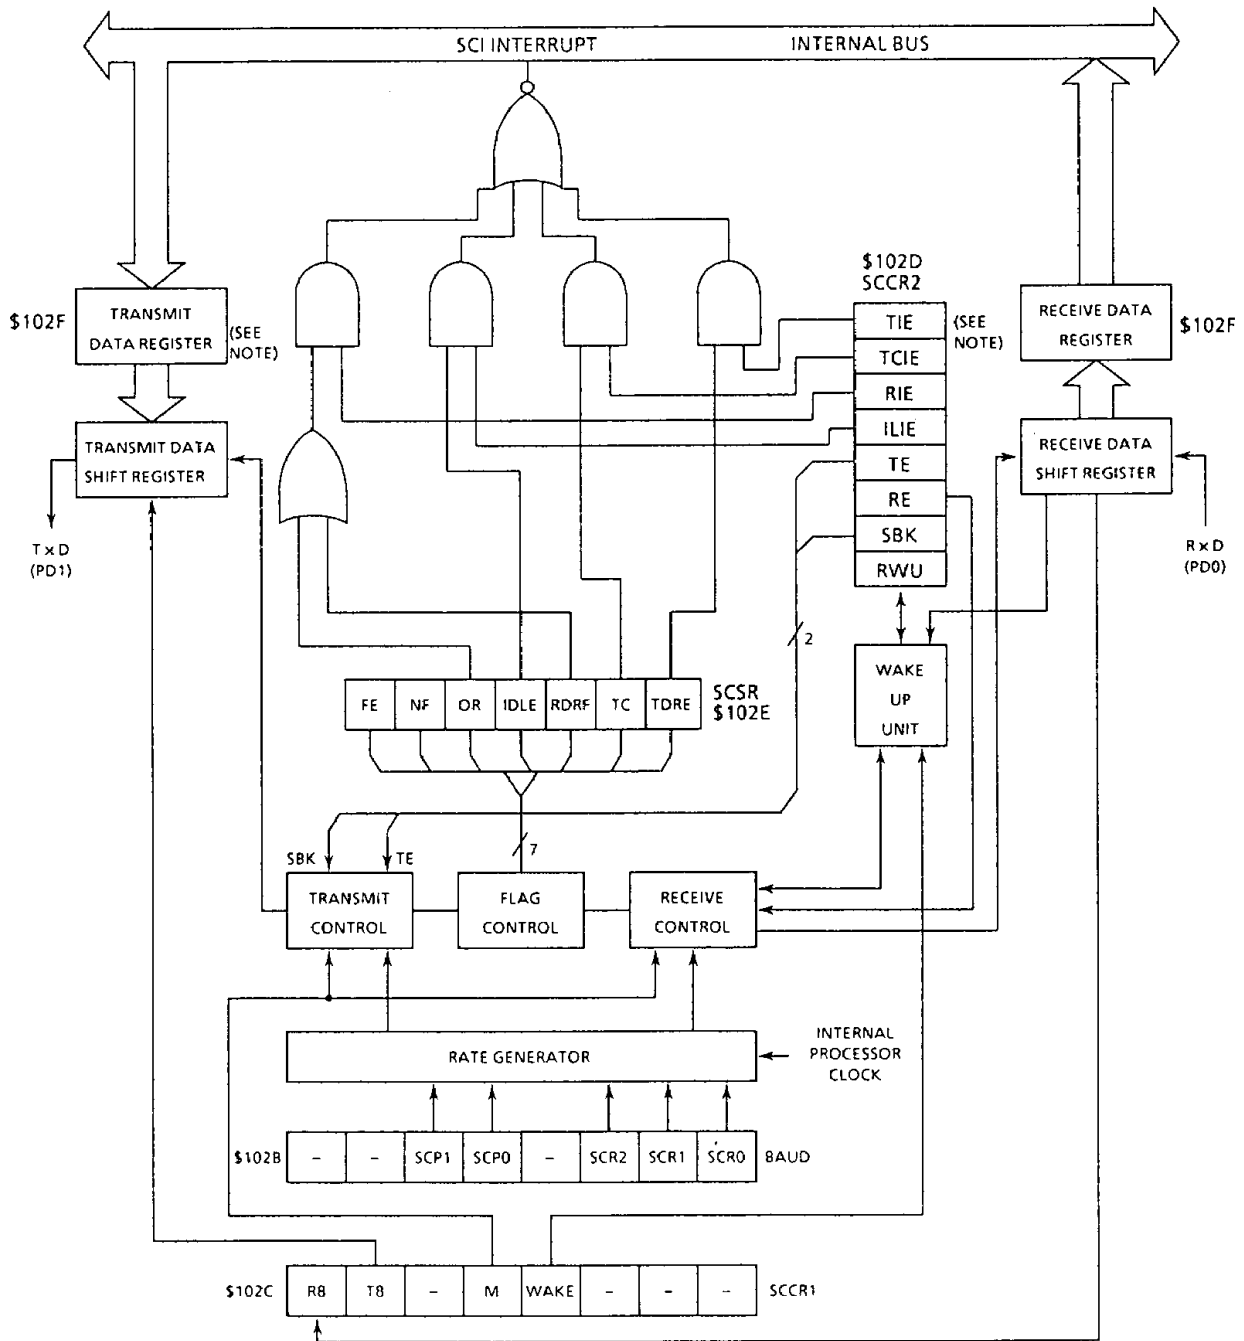 SCI INTERRUPT
INTERNAL BUS
$102F
TRANSMIT
DATA REGISTER
(SEE
NOTE)
TRANSMIT DATA
SHIFT REGISTER
TxD
(PD1)
$102D
SCCR2
TIE
TCIE
RIE
ILIE
TE
RE
SBK
RWU
(SEE
NOTE)
RECEIVE DATA
REGISTER
$102F
RECEIVE DATA
SHIFT REGISTER
RxD
(PD0)
2
FE NF OR IDLE RDRF TC TDRE
SCSR
$102E
WAKE
UP
UNIT
7
SBK
TE
TRANSMIT
CONTROL
FLAG
CONTROL
RECEIVE
CONTROL
RATE GENERATOR
INTERNAL
PROCESSOR
CLOCK
$102B - - SCP1 SCP0 - SCR2 SCR1 SCR0 BAUD
$102C R8 T8 - M WAKE - - - SCCR1